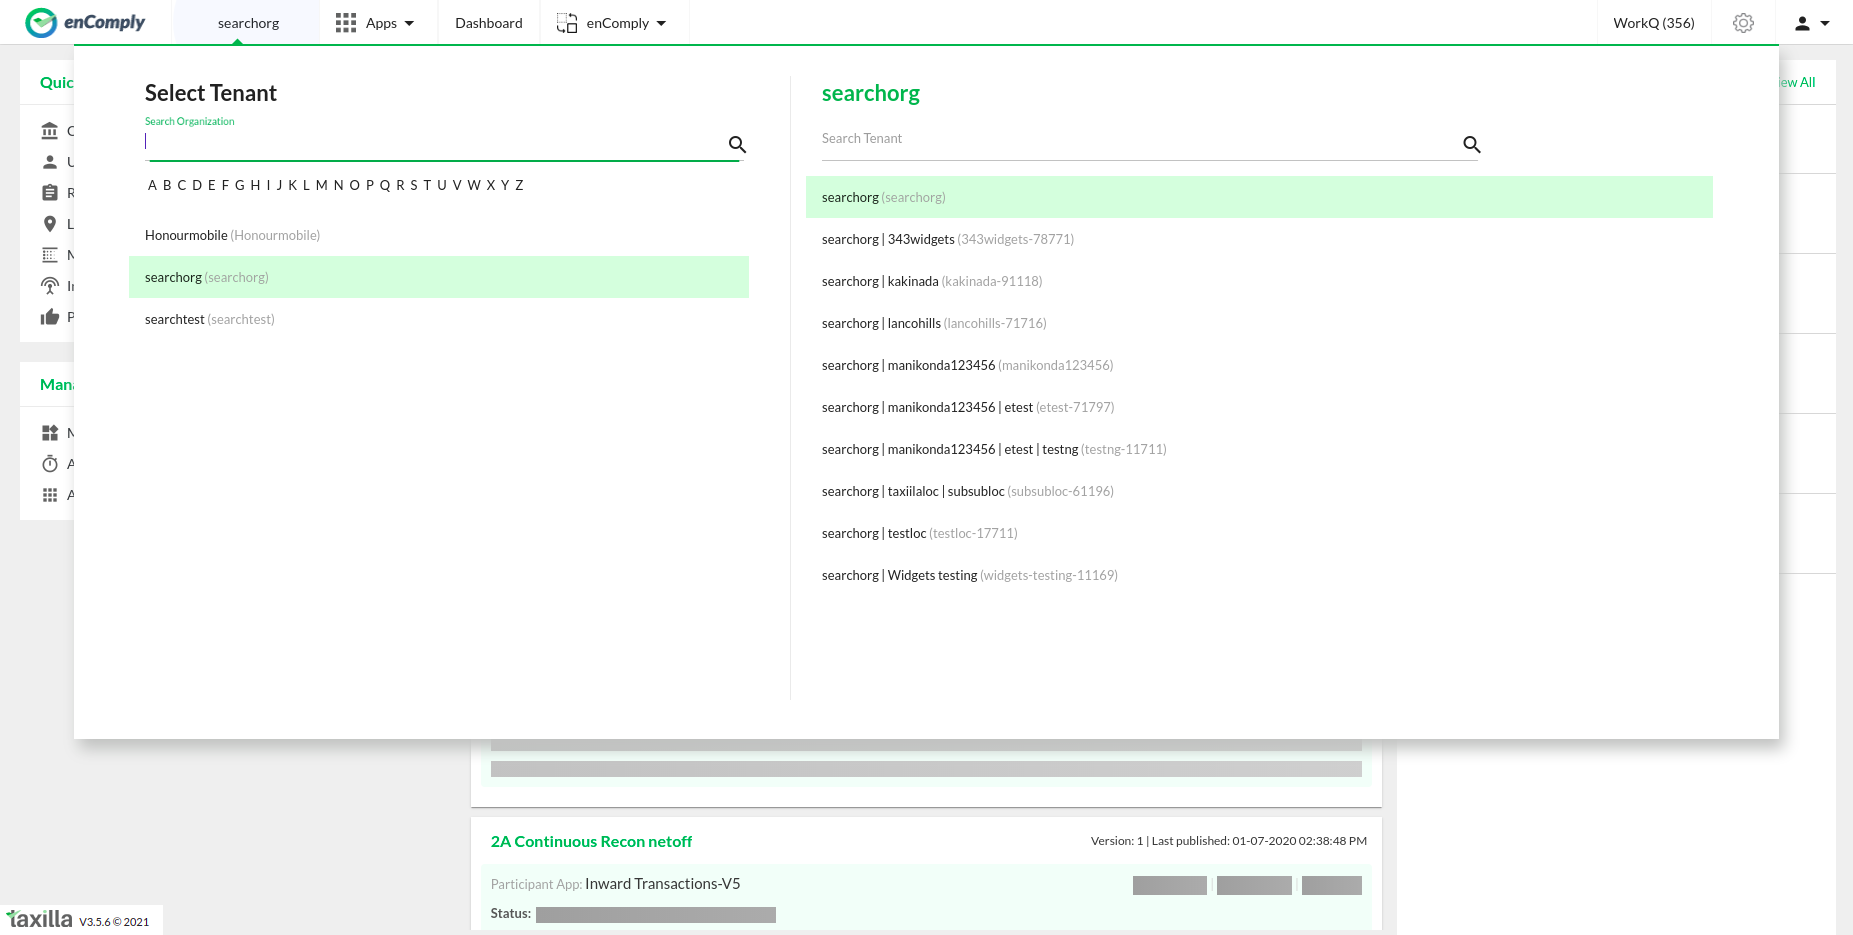 enComply
searchorg
Apps
Dashboard
enComply
WorkQ (356)
Quic
View All
Select Tenant
Search Organization
A B C D E F G H I J K L M N O P Q R S T U V W X Y Z
Honourmobile (Honourmobile)
searchorg (searchorg)
searchtest (searchtest)
searchorg
Search Tenant
searchorg (searchorg)
searchorg | 343widgets (343widgets-78771)
searchorg | kakinada (kakinada-91118)
searchorg | lancohills (lancohills-71716)
searchorg | manikonda123456 (manikonda123456)
searchorg | manikonda123456 | etest (etest-71797)
searchorg | manikonda123456 | etest | testng (testng-11711)
searchorg | taxiilaloc | subsubloc (subsubloc-61196)
searchorg | testloc (testloc-17711)
searchorg | Widgets testing (widgets-testing-11169)
U
R
L
P
Mana
A
A
2A Continuous Recon netoff
Version: 1 | Last published: 01-07-2020 02:38:48 PM
Participant App: Inward Transactions-V5
Status:
taxilla V3.5.6 © 2021